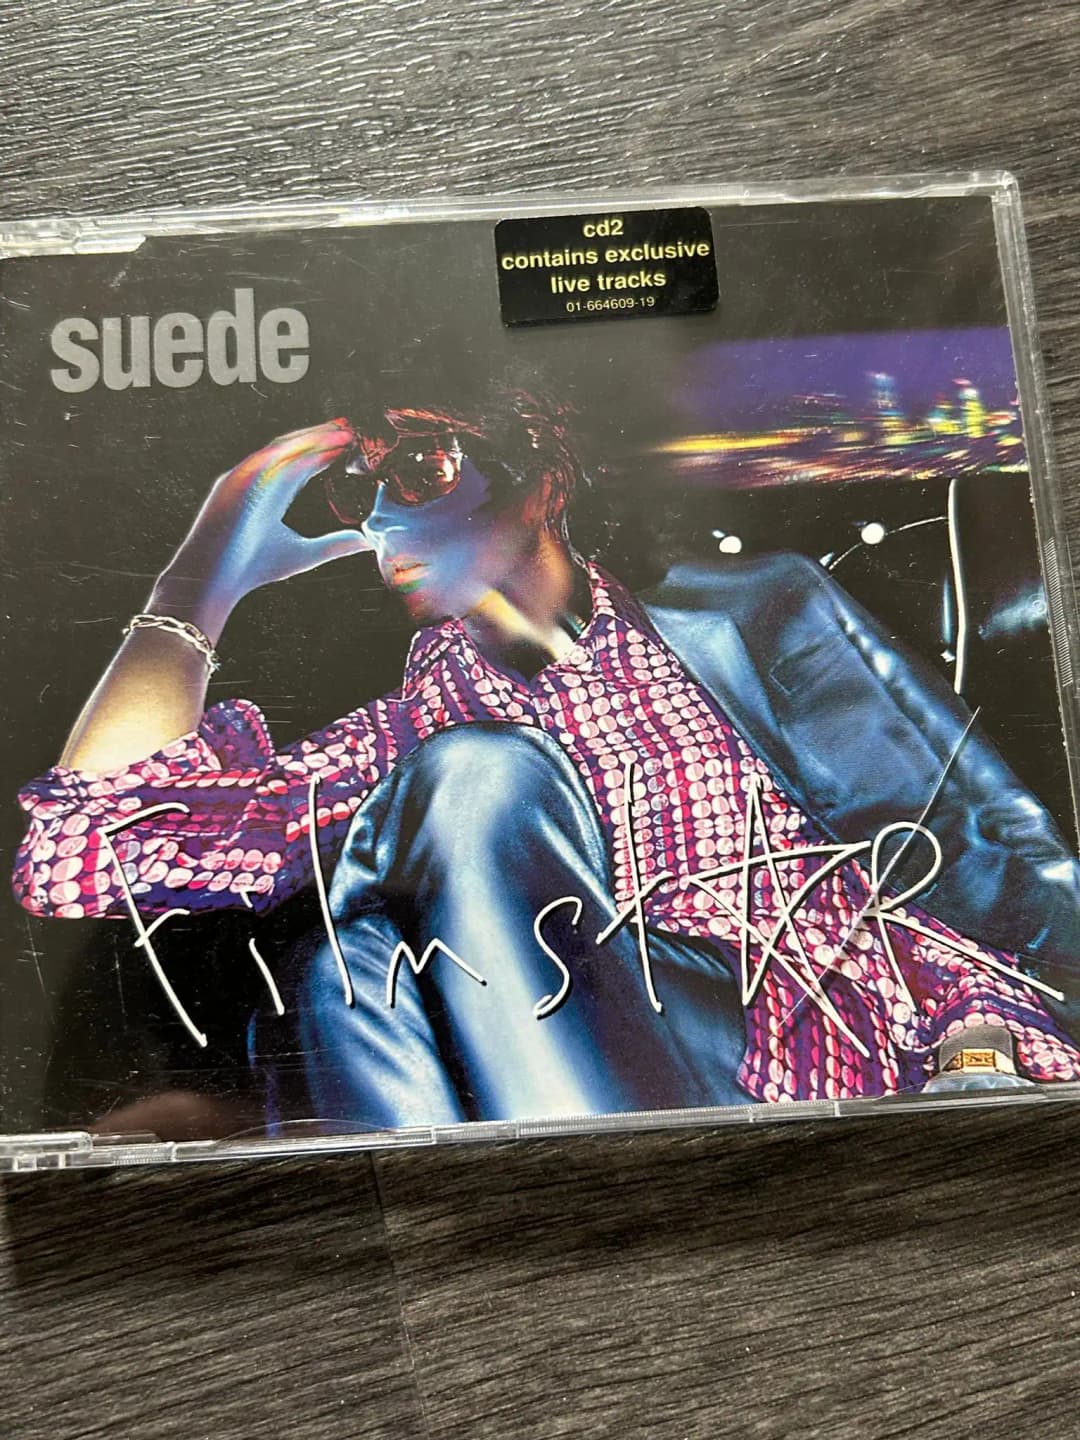 cd2
contains exclusive
live tracks
01-664609-19
suede
FilmstAR